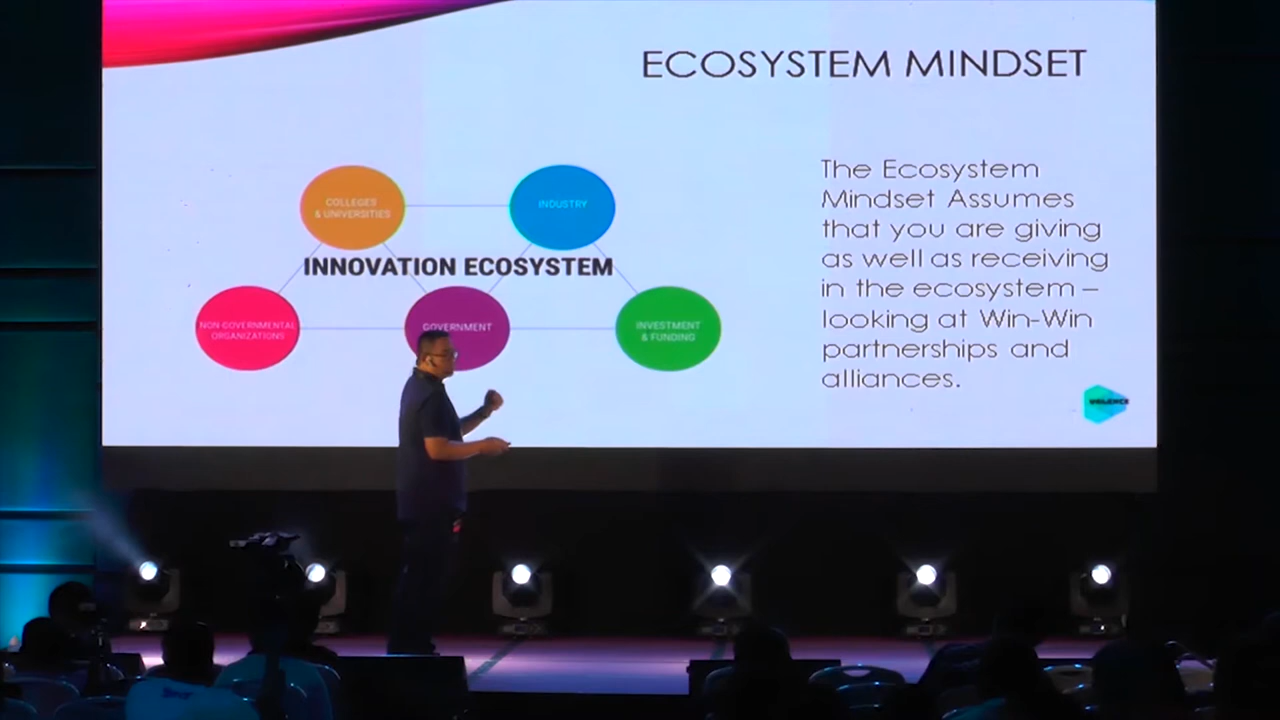 ECOSYSTEM MINDSET
COLLEGES
& UNIVERSITIES
INDUSTRY
INNOVATION ECOSYSTEM
NON-GOVERNMENTAL
ORGANIZATIONS
GOVERNMENT
INVESTMENT
& FUNDING
The Ecosystem
Mindset Assumes
that you are giving
as well as receiving
in the ecosystem –
looking at Win-Win
partnerships and
alliances.